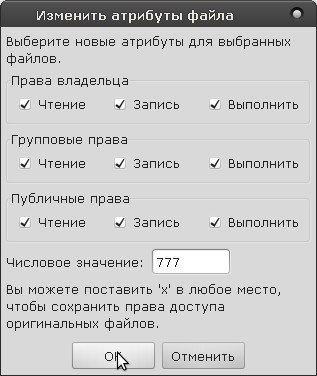 Изменить атрибуты файла
Выберите новые атрибуты для выбранных
файлов.
Права владельца
Чтение Запись Выполнить
Групповые права
Чтение Запись Выполнить
Публичные права
Чтение Запись Выполнить
Числовое значение: 777
Вы можете поставить 'x' в любое место,
чтобы сохранить права доступа
оригинальных файлов.
OK Отменить